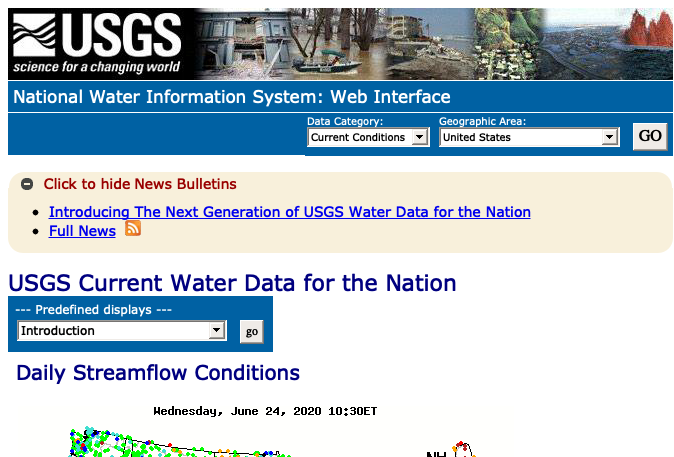 USGS
science for a changing world
National Water Information System: Web Interface
Data Category:
Geographic Area:
Current Conditions
United States
GO
Click to hide News Bulletins
Introducing The Next Generation of USGS Water Data for the Nation
Full News
USGS Current Water Data for the Nation
--- Predefined displays ---
Introduction
go
Daily Streamflow Conditions
Wednesday, June 24, 2020 10:30ET
NH